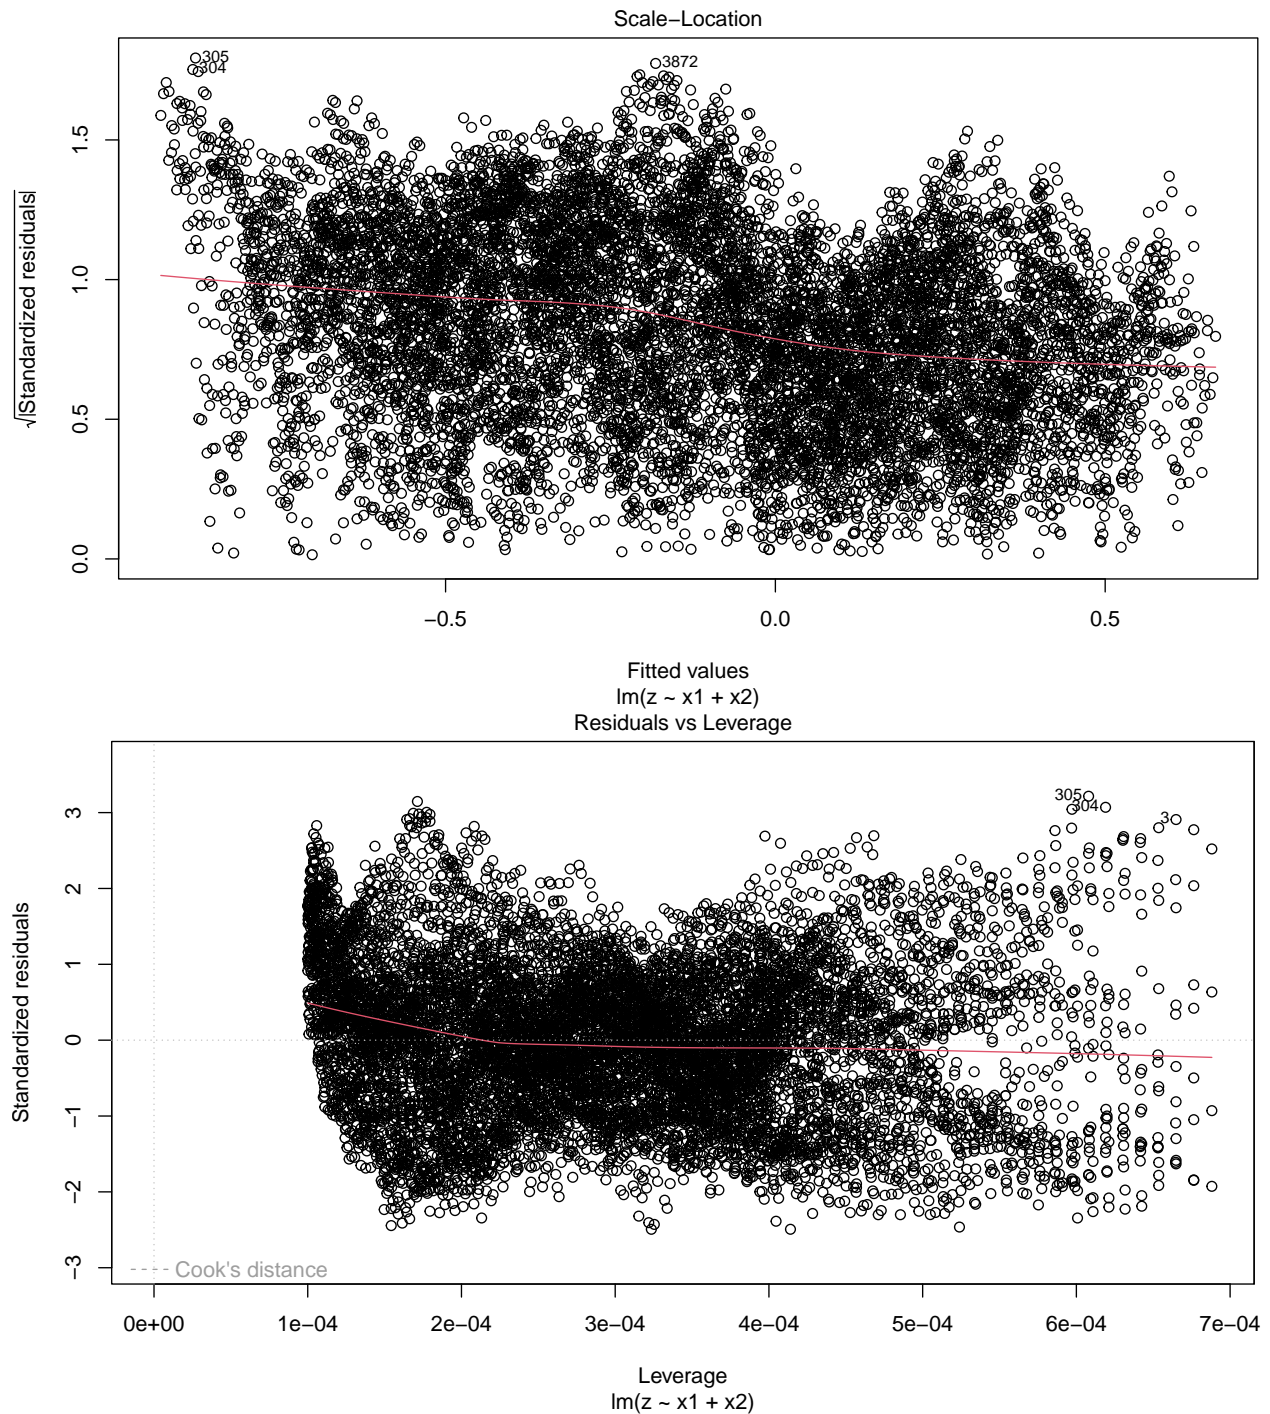 Scale−Location
305
304
3872
√|Standardized residuals|
1.5
1.0
0.5
0.0
−0.5 0.0 0.5
Fitted values
lm(z ~ x1 + x2)
Residuals vs Leverage
305
304
3
Standardized residuals
3
2
1
0
−1
−2
−3
Cook's distance
0e+00 1e−04 2e−04 3e−04 4e−04 5e−04 6e−04 7e−04
Leverage
lm(z ~ x1 + x2)